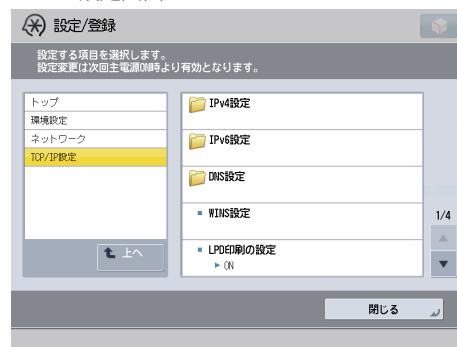 設定/登録
設定する項目を選択します。
設定変更は次回主電源ON時より有効となります。
トップ
環境設定
ネットワーク
TCP/IP設定
上へ
IPv4設定
IPv6設定
DNS設定
WINS設定
LPD印刷の設定
ON
1/4
閉じる